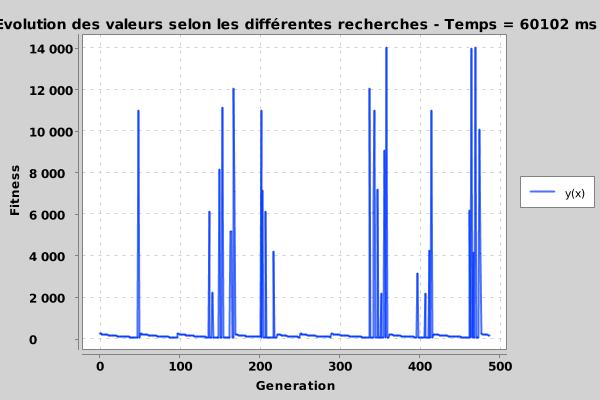 Evolution des valeurs selon les différentes recherches - Temps = 60102 ms
14 000
12 000
10 000
8 000
6 000
4 000
2 000
0
Fitness
0 100 200 300 400 500
Generation
y(x)